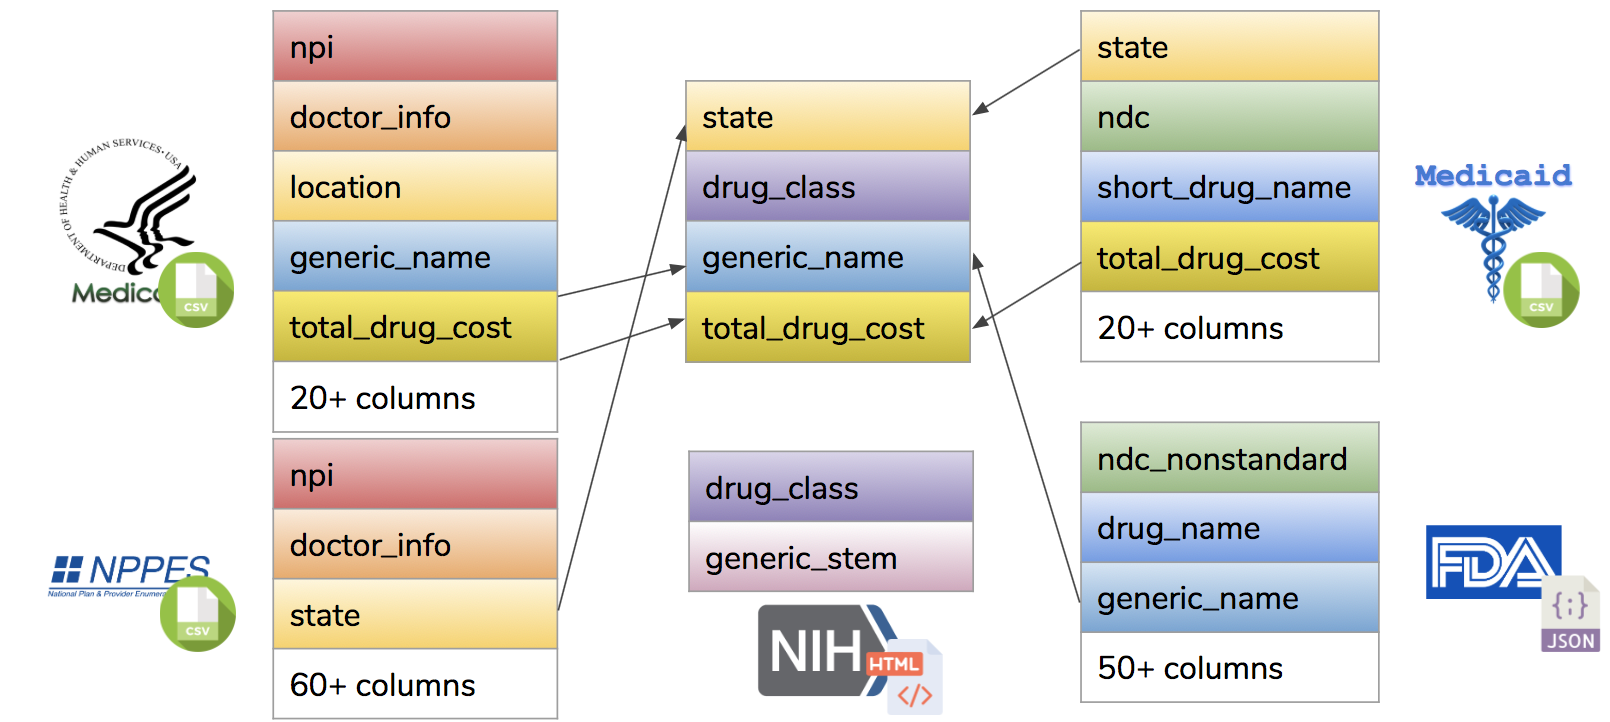 DEPARTMENT OF HEALTH & HUMAN SERVICES • USA
Medic
CSV
npi
doctor_info
location
generic_name
total_drug_cost
20+ columns
NPPES
National Plan & Provider Enumera
CSV
npi
doctor_info
state
60+ columns
state
drug_class
generic_name
total_drug_cost
drug_class
generic_stem
NIH
HTML
</>
state
ndc
short_drug_name
total_drug_cost
20+ columns
Medicaid
CSV
ndc_nonstandard
drug_name
generic_name
50+ columns
FDA
{;}
JSON